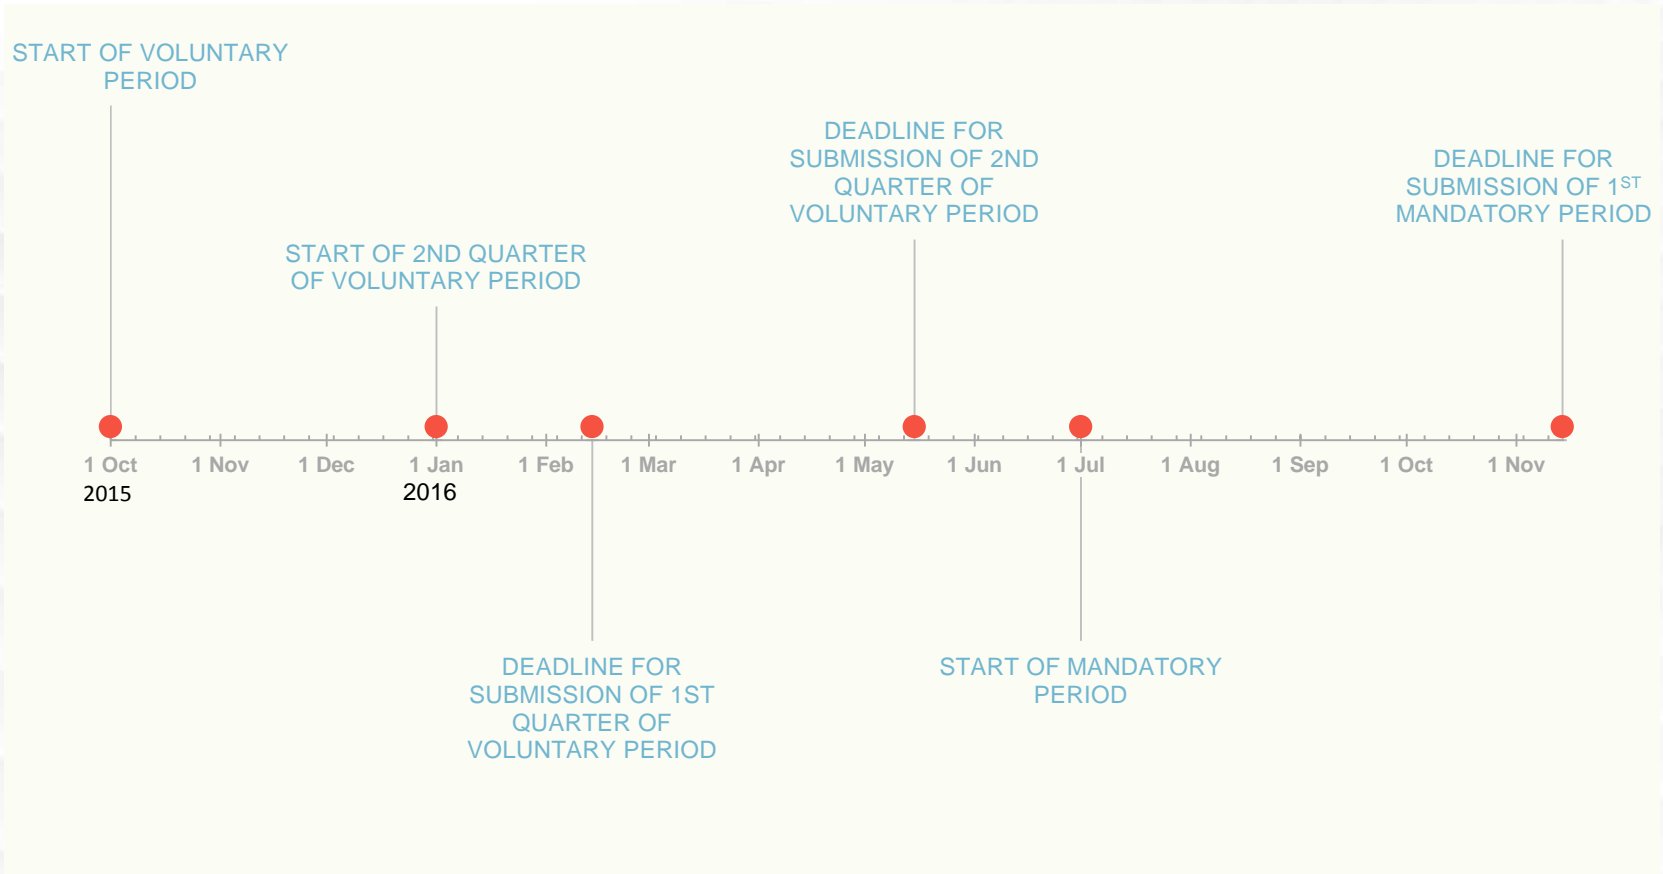 START OF VOLUNTARY
PERIOD
DEADLINE FOR
SUBMISSION OF 2ND
QUARTER OF
VOLUNTARY PERIOD
DEADLINE FOR
SUBMISSION OF 1ST
MANDATORY PERIOD
START OF 2ND QUARTER
OF VOLUNTARY PERIOD
1 Oct 1 Nov 1 Dec 1 Jan 1 Feb 1 Mar 1 Apr 1 May 1 Jun 1 Jul 1 Aug 1 Sep 1 Oct 1 Nov
2015 2016
DEADLINE FOR
SUBMISSION OF 1ST
QUARTER OF
VOLUNTARY PERIOD
START OF MANDATORY
PERIOD